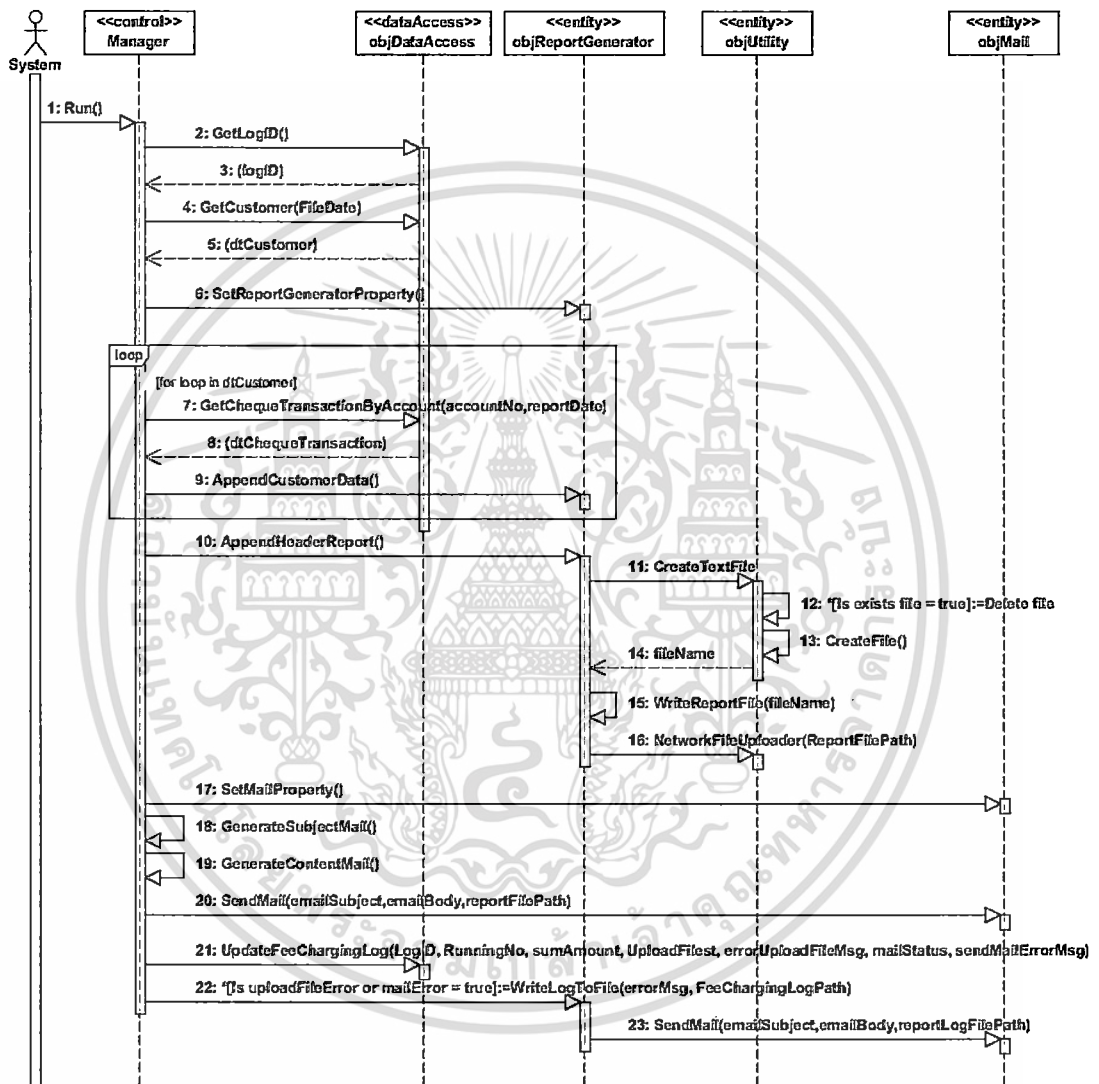 <<control>>
Manager
<<dataAccess>>
objDataAccess
<<entity>>
objReportGenerator
<<entity>>
objUtility
<<entity>>
objMail
System
1: Run()
2: GetLogID()
3: (logID)
4: GetCustomer(FileDate)
5: (dtCustomer)
6: SetReportGeneratorProperty()
loop
[for loop in dtCustomer]
7: GetChequeTransactionByAccount(accountNo,reportDate)
8: (dtChequeTransaction)
9: AppendCustomerData()
10: AppendHeaderReport()
11: CreateTextFile
12: *[Is exists file = true]:=Delete file
13: CreateFile()
14: fileName
15: WriteReportFile(fileName)
16: NetworkFileUploader(ReportFilePath)
17: SetMailProperty()
18: GenerateSubjectMail()
19: GenerateContentMail()
20: SendMail(emailSubject,emailBody,reportFilePath)
21: UpdateFeeChargingLog(LogID, RunningNo, sumAmount, UploadFilest, errorUploadFileMsg, mailStatus, sendMailErrorMsg)
22: *[Is uploadFileError or mailError = true]:=WriteLogToFile(errorMsg, FeeChargingLogPath)
23: SendMail(emailSubject,emailBody,reportLogFilePath)